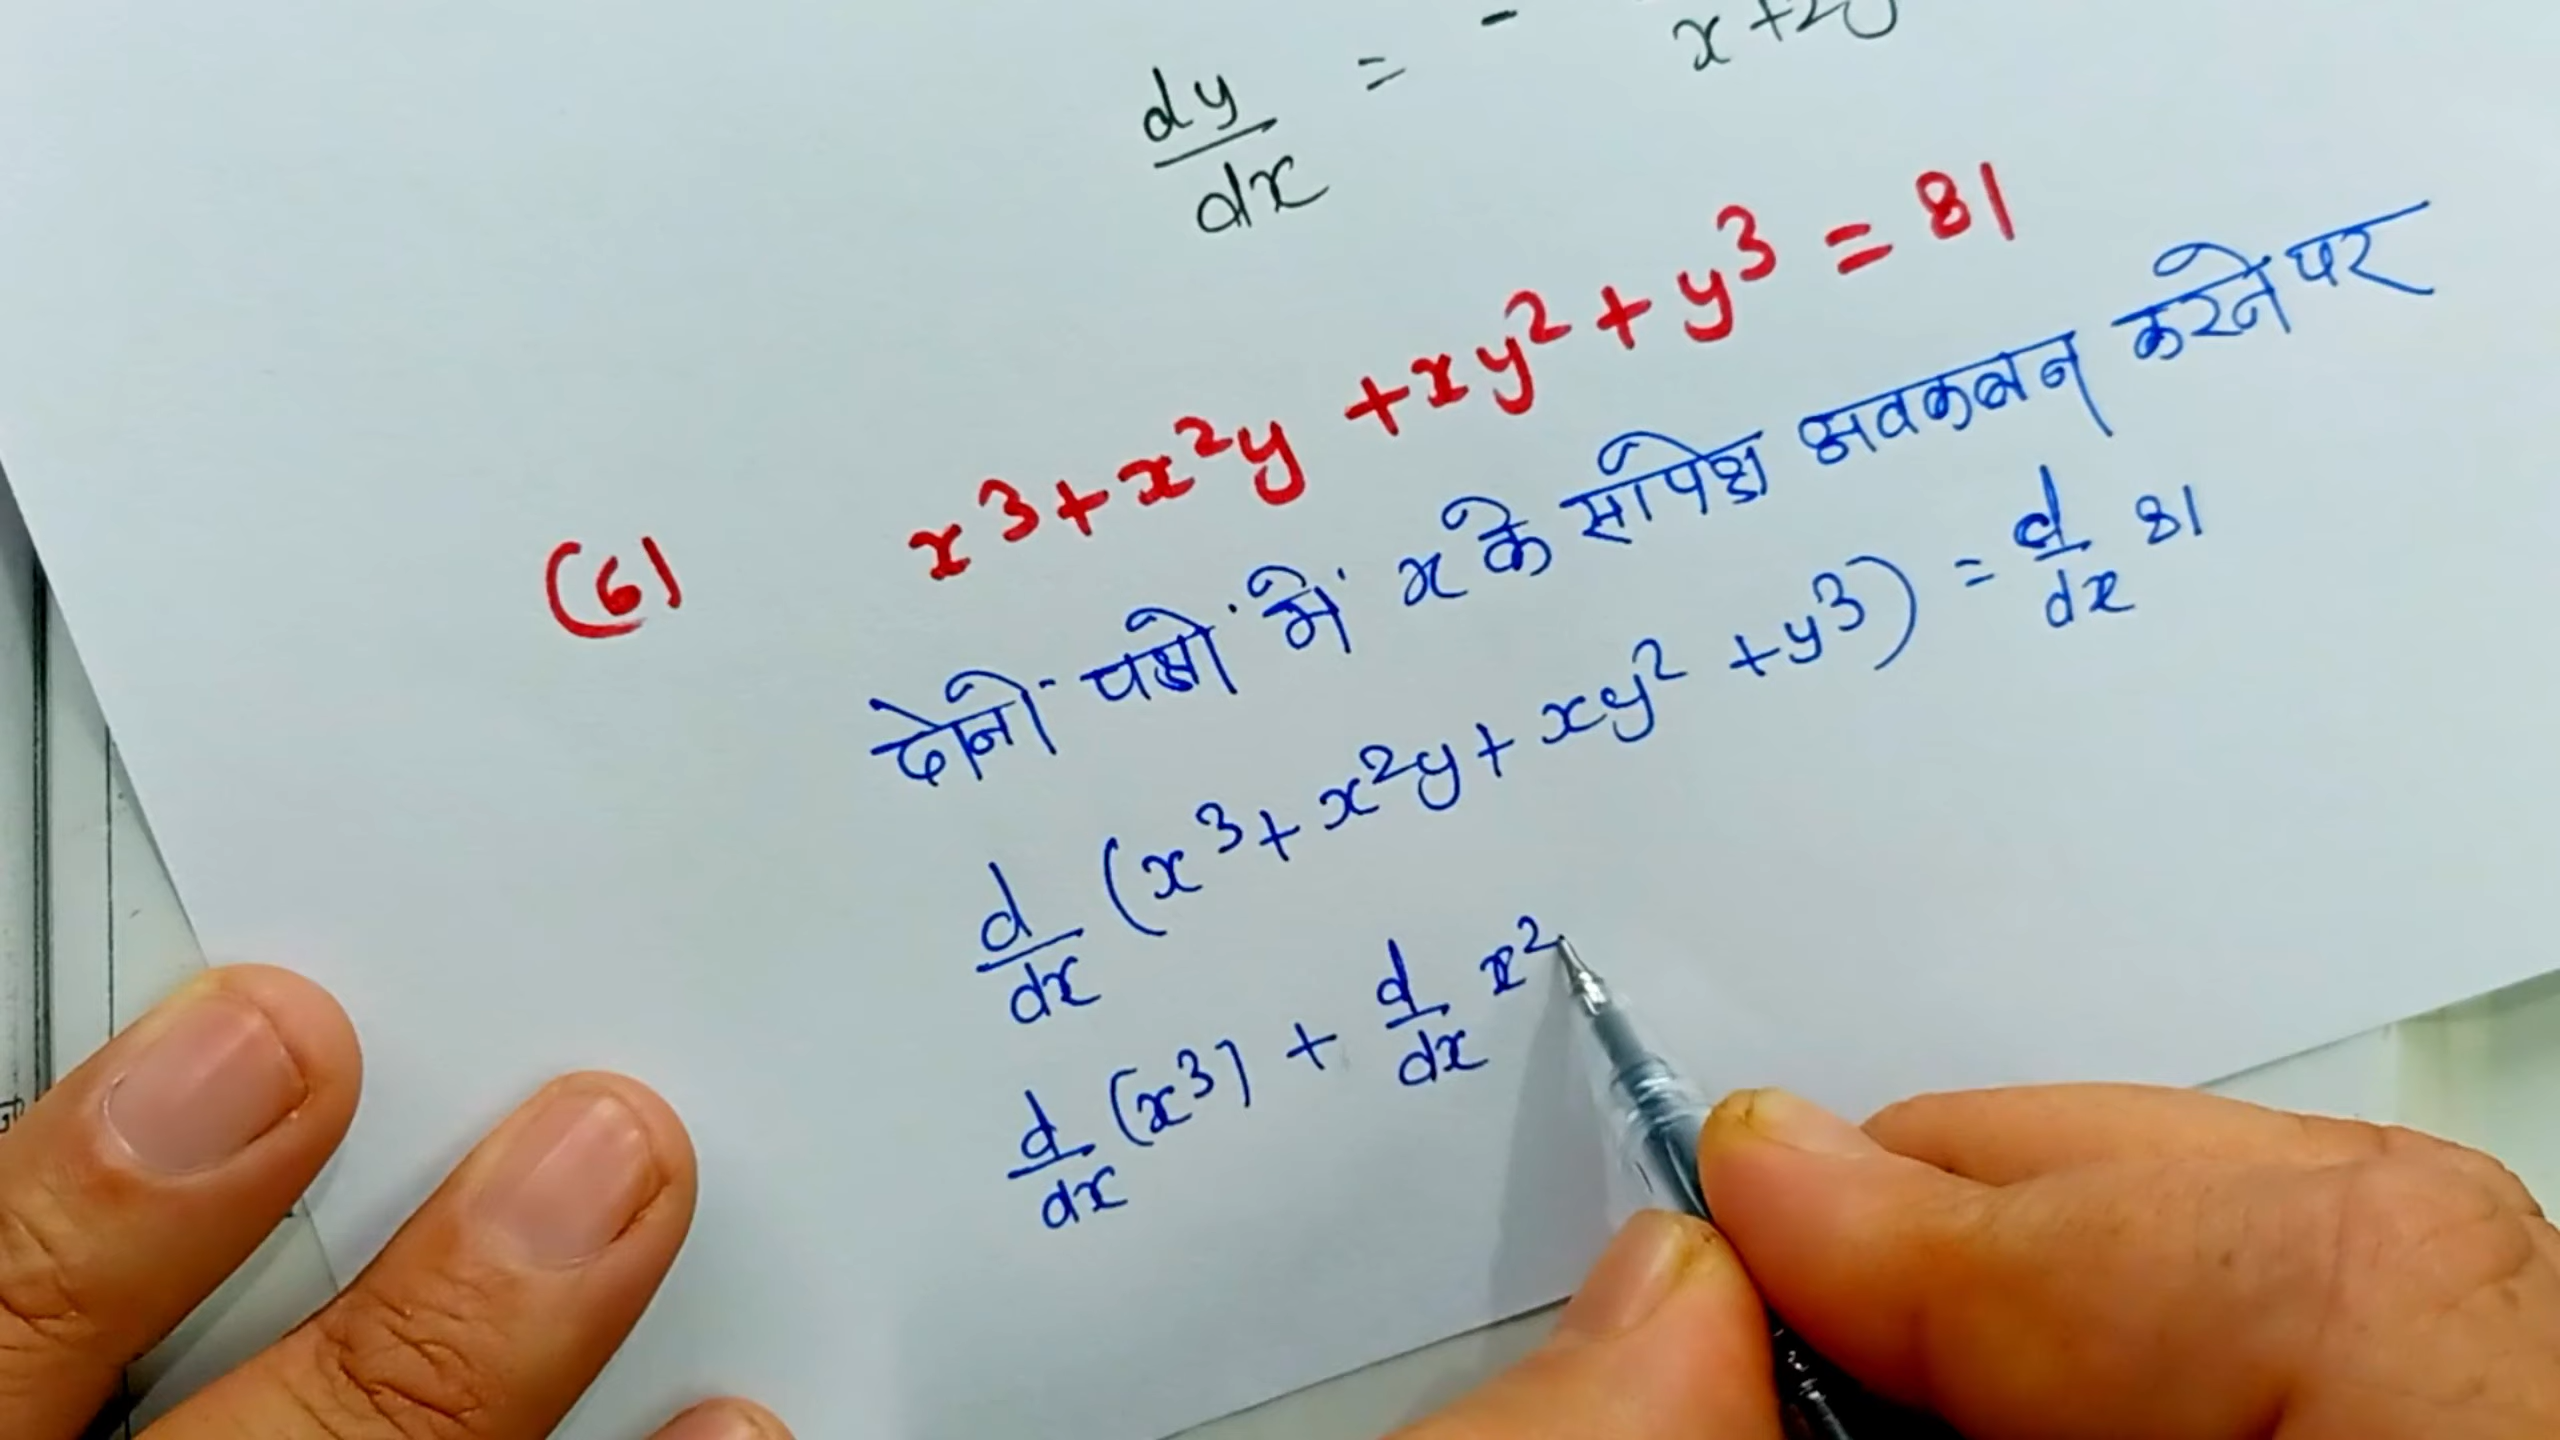 dy/dx = - x+2y
(6) x³+x²y+xy²+y³=81
दोनों पक्षों में x के सापेक्ष अवकलन करने पर
d/dx (x³+x²y+xy²+y³) = d/dx 81
d/dx (x³) + d/dx x²